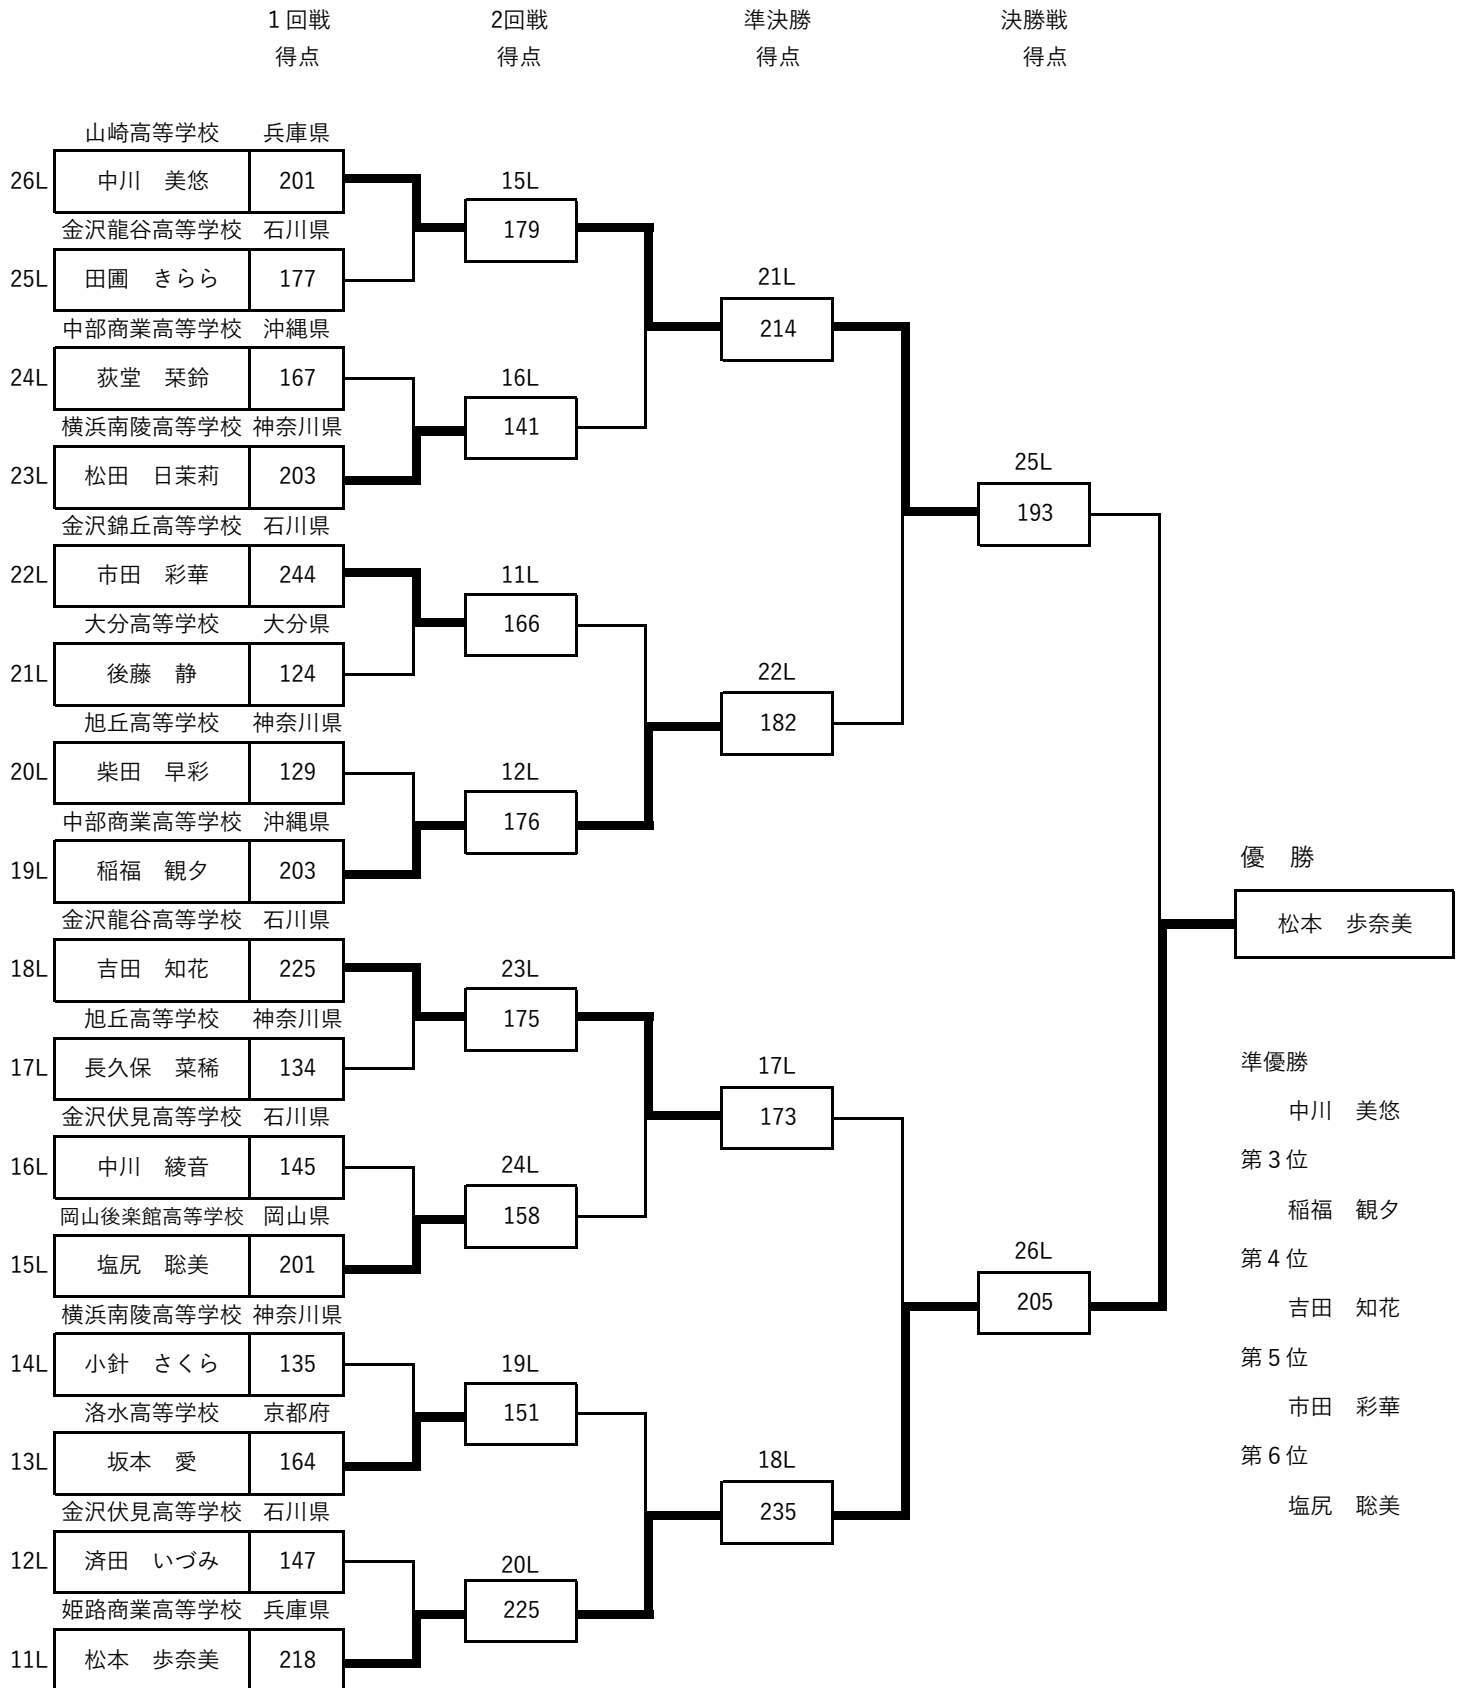 １回戦 2回戦 準決勝 決勝戦
得点 得点 得点 得点
山崎高等学校 兵庫県
26L 中川　美悠 201 15L
179
金沢龍谷高等学校 石川県
25L 田圃　きらら 177 21L
214
中部商業高等学校 沖縄県
24L 荻堂　栞鈴 167 16L
141
横浜南陵高等学校 神奈川県
23L 松田　日茉莉 203 25L
193
金沢錦丘高等学校 石川県
22L 市田　彩華 244 11L
166
大分高等学校 大分県
21L 後藤　静 124 22L
182
旭丘高等学校 神奈川県
20L 柴田　早彩 129 12L
176
中部商業高等学校 沖縄県
19L 稲福　観夕 203
優　勝
松本　歩奈美
金沢龍谷高等学校 石川県
18L 吉田　知花 225 23L
175
旭丘高等学校 神奈川県
17L 長久保　菜稀 134 17L
173
準優勝
中川　美悠
金沢伏見高等学校 石川県
16L 中川　綾音 145 24L
158
第３位
稲福　観夕
岡山後楽館高等学校 岡山県
15L 塩尻　聡美 201 26L
205
第４位
吉田　知花
横浜南陵高等学校 神奈川県
14L 小針　さくら 135 19L
151
第５位
市田　彩華
洛水高等学校 京都府
13L 坂本　愛 164 18L
235
第６位
塩尻　聡美
金沢伏見高等学校 石川県
12L 済田　いづみ 147 20L
225
姫路商業高等学校 兵庫県
11L 松本　歩奈美 218